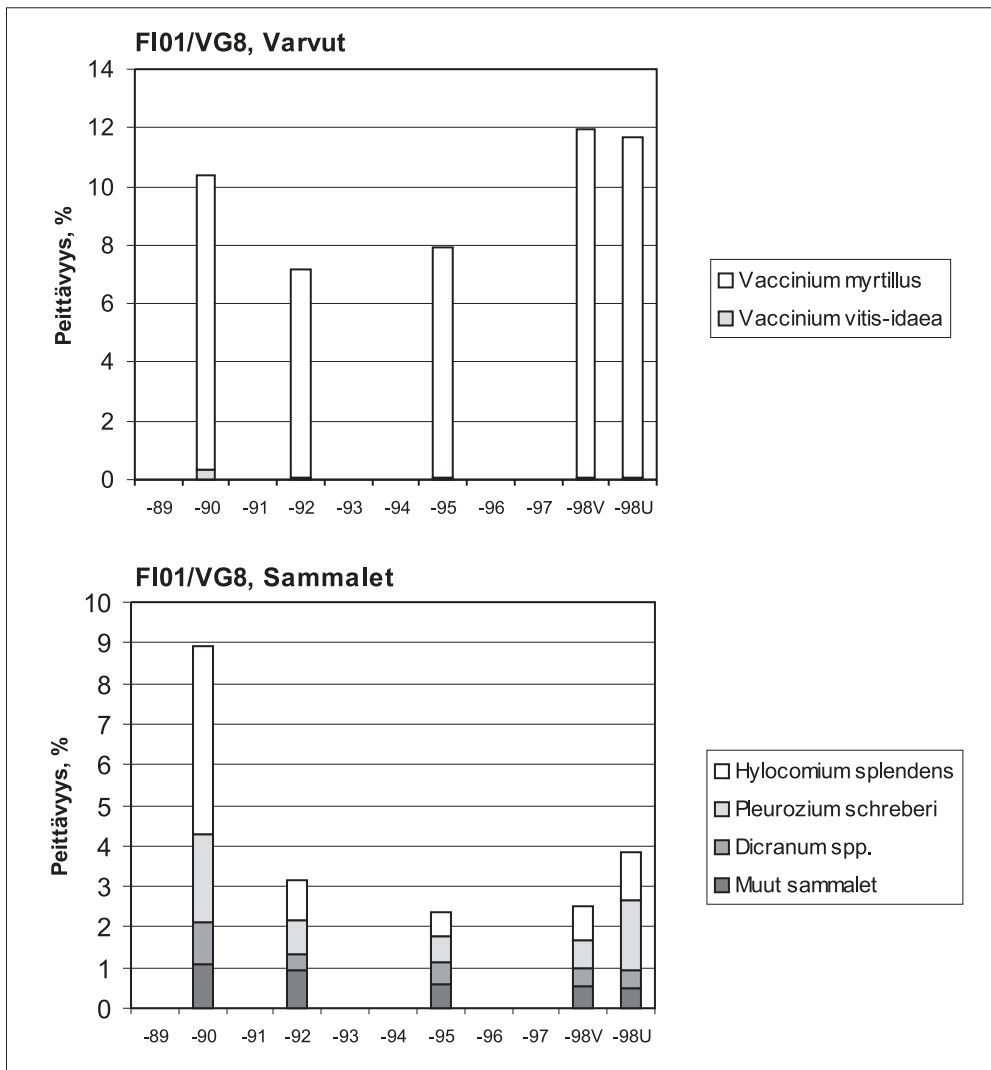 FI01/VG8, Varvut
14
12
10
8
6
4
2
0
Peittävyys, %
-89 -90 -91 -92 -93 -94 -95 -96 -97 -98V -98U
Vaccinium myrtillus
Vaccinium vitis-idaea
FI01/VG8, Sammalet
10
9
8
7
6
5
4
3
2
1
0
Peittävyys, %
-89 -90 -91 -92 -93 -94 -95 -96 -97 -98V -98U
Hylocomium splendens
Pleurozium schreberi
Dicranum spp.
Muut sammalet